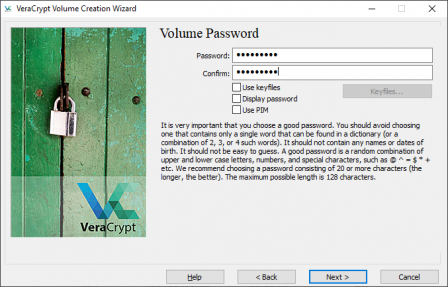 VeraCrypt Volume Creation Wizard
Volume Password
Password: ●●●●●●●●●
Confirm: ●●●●●●●●●
Use keyfiles
Keyfiles...
Display password
Use PIM
It is very important that you choose a good password. You should avoid choosing
one that contains only a single word that can be found in a dictionary (or a
combination of 2, 3, or 4 such words). It should not contain any names or dates of
birth. It should not be easy to guess. A good password is a random combination of
upper and lower case letters, numbers, and special characters, such as @ ^ = $ * +
etc. We recommend choosing a password consisting of 20 or more characters (the
longer, the better). The maximum possible length is 128 characters.
VeraCrypt
Help
< Back
Next >
Cancel